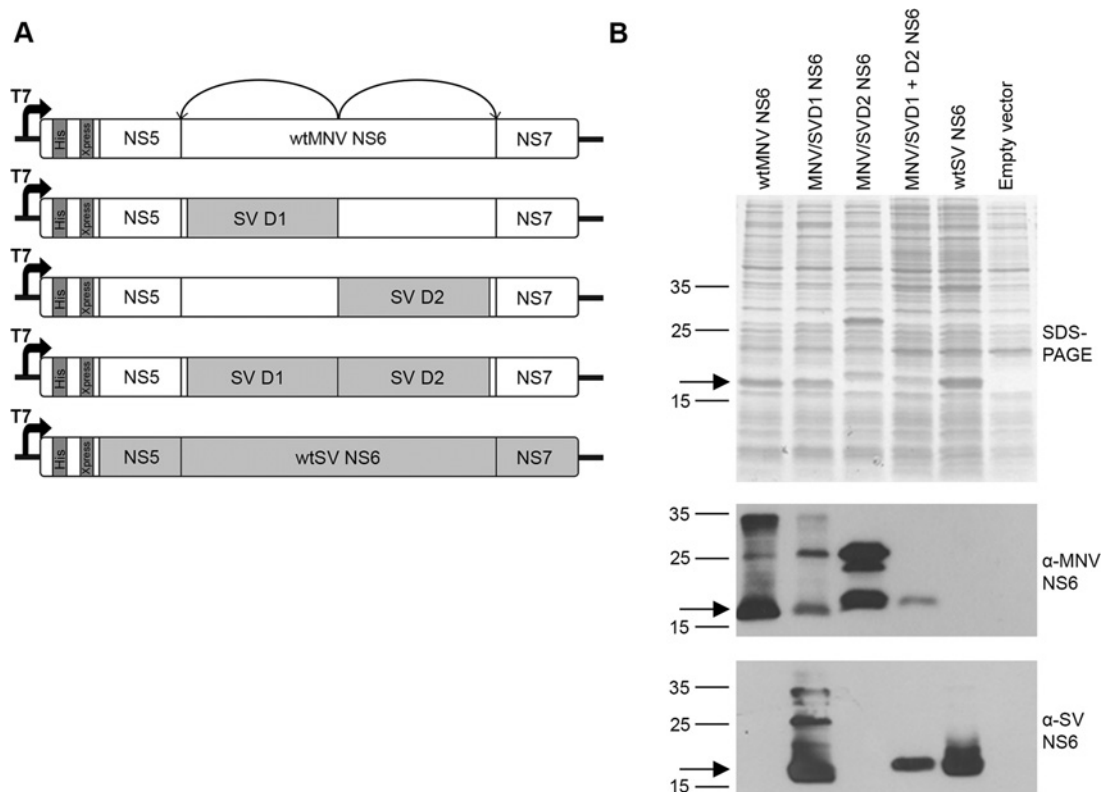 A
T7
His
Xpress
NS5
wtMNV NS6
NS7
T7
His
Xpress
NS5
SV D1
NS7
T7
His
Xpress
NS5
SV D2
NS7
T7
His
Xpress
NS5
SV D1
SV D2
NS7
T7
His
Xpress
NS5
wtSV NS6
NS7
B
wtMNV NS6
MNV/SVD1 NS6
MNV/SVD2 NS6
MNV/SVD1 + D2 NS6
wtSV NS6
Empty vector
35
25
15
SDS-
PAGE
35
25
15
α-MNV
NS6
35
25
15
α-SV
NS6